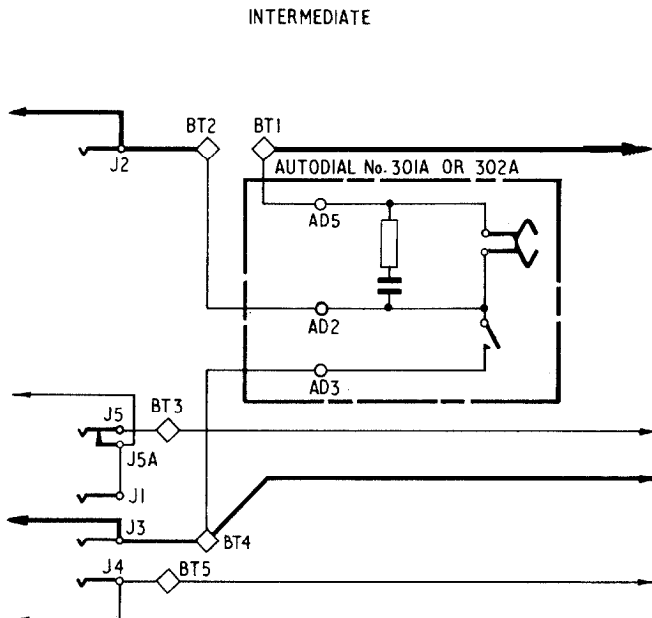 INTERMEDIATE
BT2 BT1
J2
AUTODIAL No. 301A OR 302A
AD5
AD2
AD3
J5 BT3
J5A
J1
J3
BT4
J4 BT5